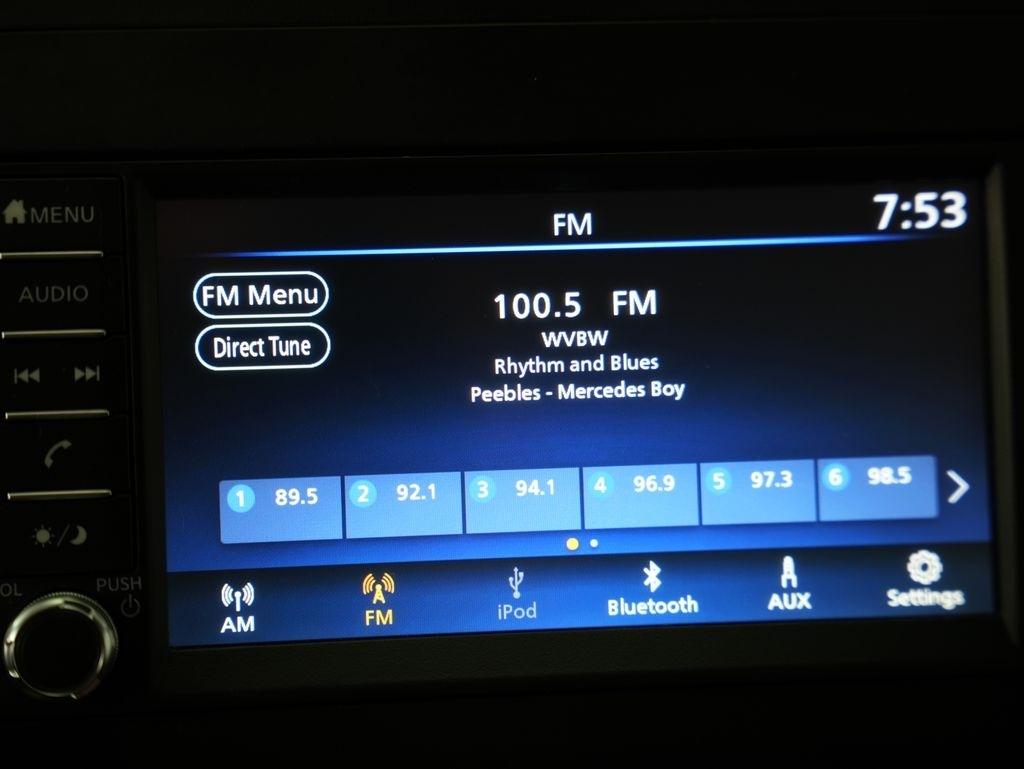 MENU
AUDIO
OL
PUSH
FM
7:53
FM Menu
Direct Tune
100.5 FM
WVBW
Rhythm and Blues
Peebles - Mercedes Boy
1 89.5 2 92.1 3 94.1 4 96.9 5 97.3 6 98.5
AM FM iPod Bluetooth AUX Settings